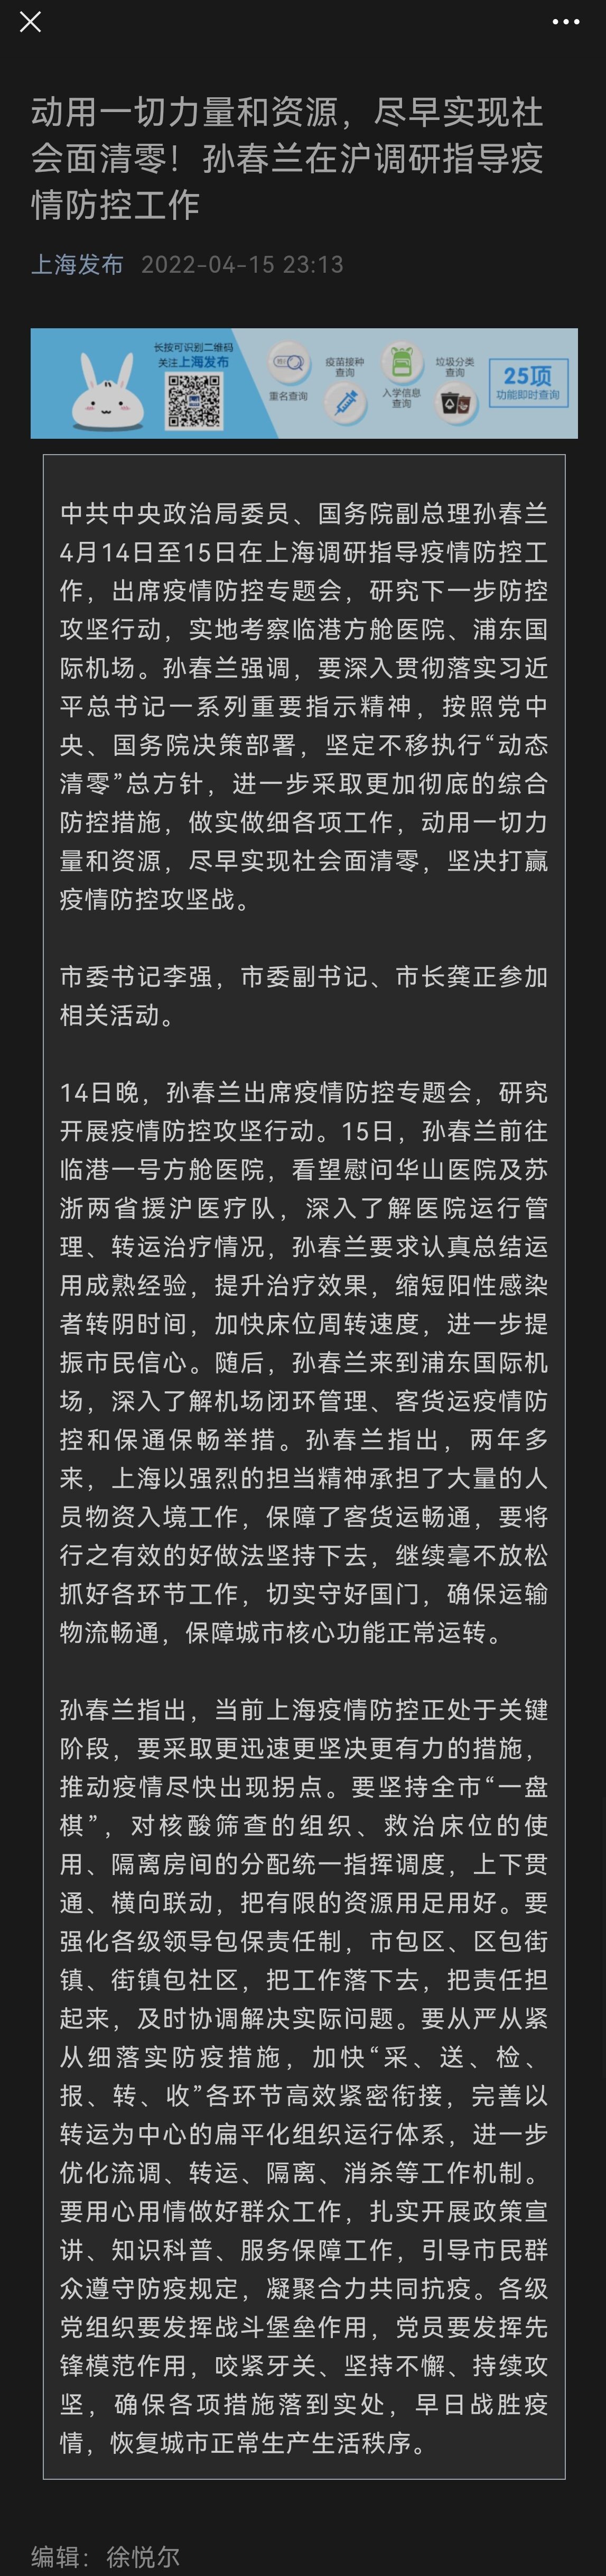 动用一切力量和资源，尽早实现社
会面清零！孙春兰在沪调研指导疫
情防控工作
上海发布 2022-04-15 23:13
长按可识别二维码
关注上海发布
重名查询
疫苗接种
查询
入学信息
查询
垃圾分类
查询
25项
功能即时查询
中共中央政治局委员、国务院副总理孙春兰
4月14日至15日在上海调研指导疫情防控工
作，出席疫情防控专题会，研究下一步防控
攻坚行动，实地考察临港方舱医院、浦东国
际机场。孙春兰强调，要深入贯彻落实习近
平总书记一系列重要指示精神，按照党中
央、国务院决策部署，坚定不移执行“动态
清零”总方针，进一步采取更加彻底的综合
防控措施，做实做细各项工作，动用一切力
量和资源，尽早实现社会面清零，坚决打赢
疫情防控攻坚战。
市委书记李强，市委副书记、市长龚正参加
相关活动。
14日晚，孙春兰出席疫情防控专题会，研究
开展疫情防控攻坚行动。15日，孙春兰前往
临港一号方舱医院，看望慰问华山医院及苏
浙两省援沪医疗队，深入了解医院运行管
理、转运治疗情况，孙春兰要求认真总结运
用成熟经验，提升治疗效果，缩短阳性感染
者转阴时间，加快床位周转速度，进一步提
振市民信心。随后，孙春兰来到浦东国际机
场，深入了解机场闭环管理、客货运疫情防
控和保通保畅举措。孙春兰指出，两年多
来，上海以强烈的担当精神承担了大量的人
员物资入境工作，保障了客货运畅通，要将
行之有效的好做法坚持下去，继续毫不放松
抓好各环节工作，切实守好国门，确保运输
物流畅通，保障城市核心功能正常运转。
孙春兰指出，当前上海疫情防控正处于关键
阶段，要采取更迅速更坚决更有力的措施，
推动疫情尽快出现拐点。要坚持全市“一盘
棋”，对核酸筛查的组织、救治床位的使
用、隔离房间的分配统一指挥调度，上下贯
通、横向联动，把有限的资源用足用好。要
强化各级领导包保责任制，市包区、区包街
镇、街镇包社区，把工作落下去，把责任担
起来，及时协调解决实际问题。要从严从紧
从细落实防疫措施，加快“采、送、检、
报、转、收”各环节高效紧密衔接，完善以
转运为中心的扁平化组织运行体系，进一步
优化流调、转运、隔离、消杀等工作机制。
要用心用情做好群众工作，扎实开展政策宣
讲、知识科普、服务保障工作，引导市民群
众遵守防疫规定，凝聚合力共同抗疫。各级
党组织要发挥战斗堡垒作用，党员要发挥先
锋模范作用，咬紧牙关、坚持不懈、持续攻
坚，确保各项措施落到实处，早日战胜疫
情，恢复城市正常生产生活秩序。
编辑：徐悦尔